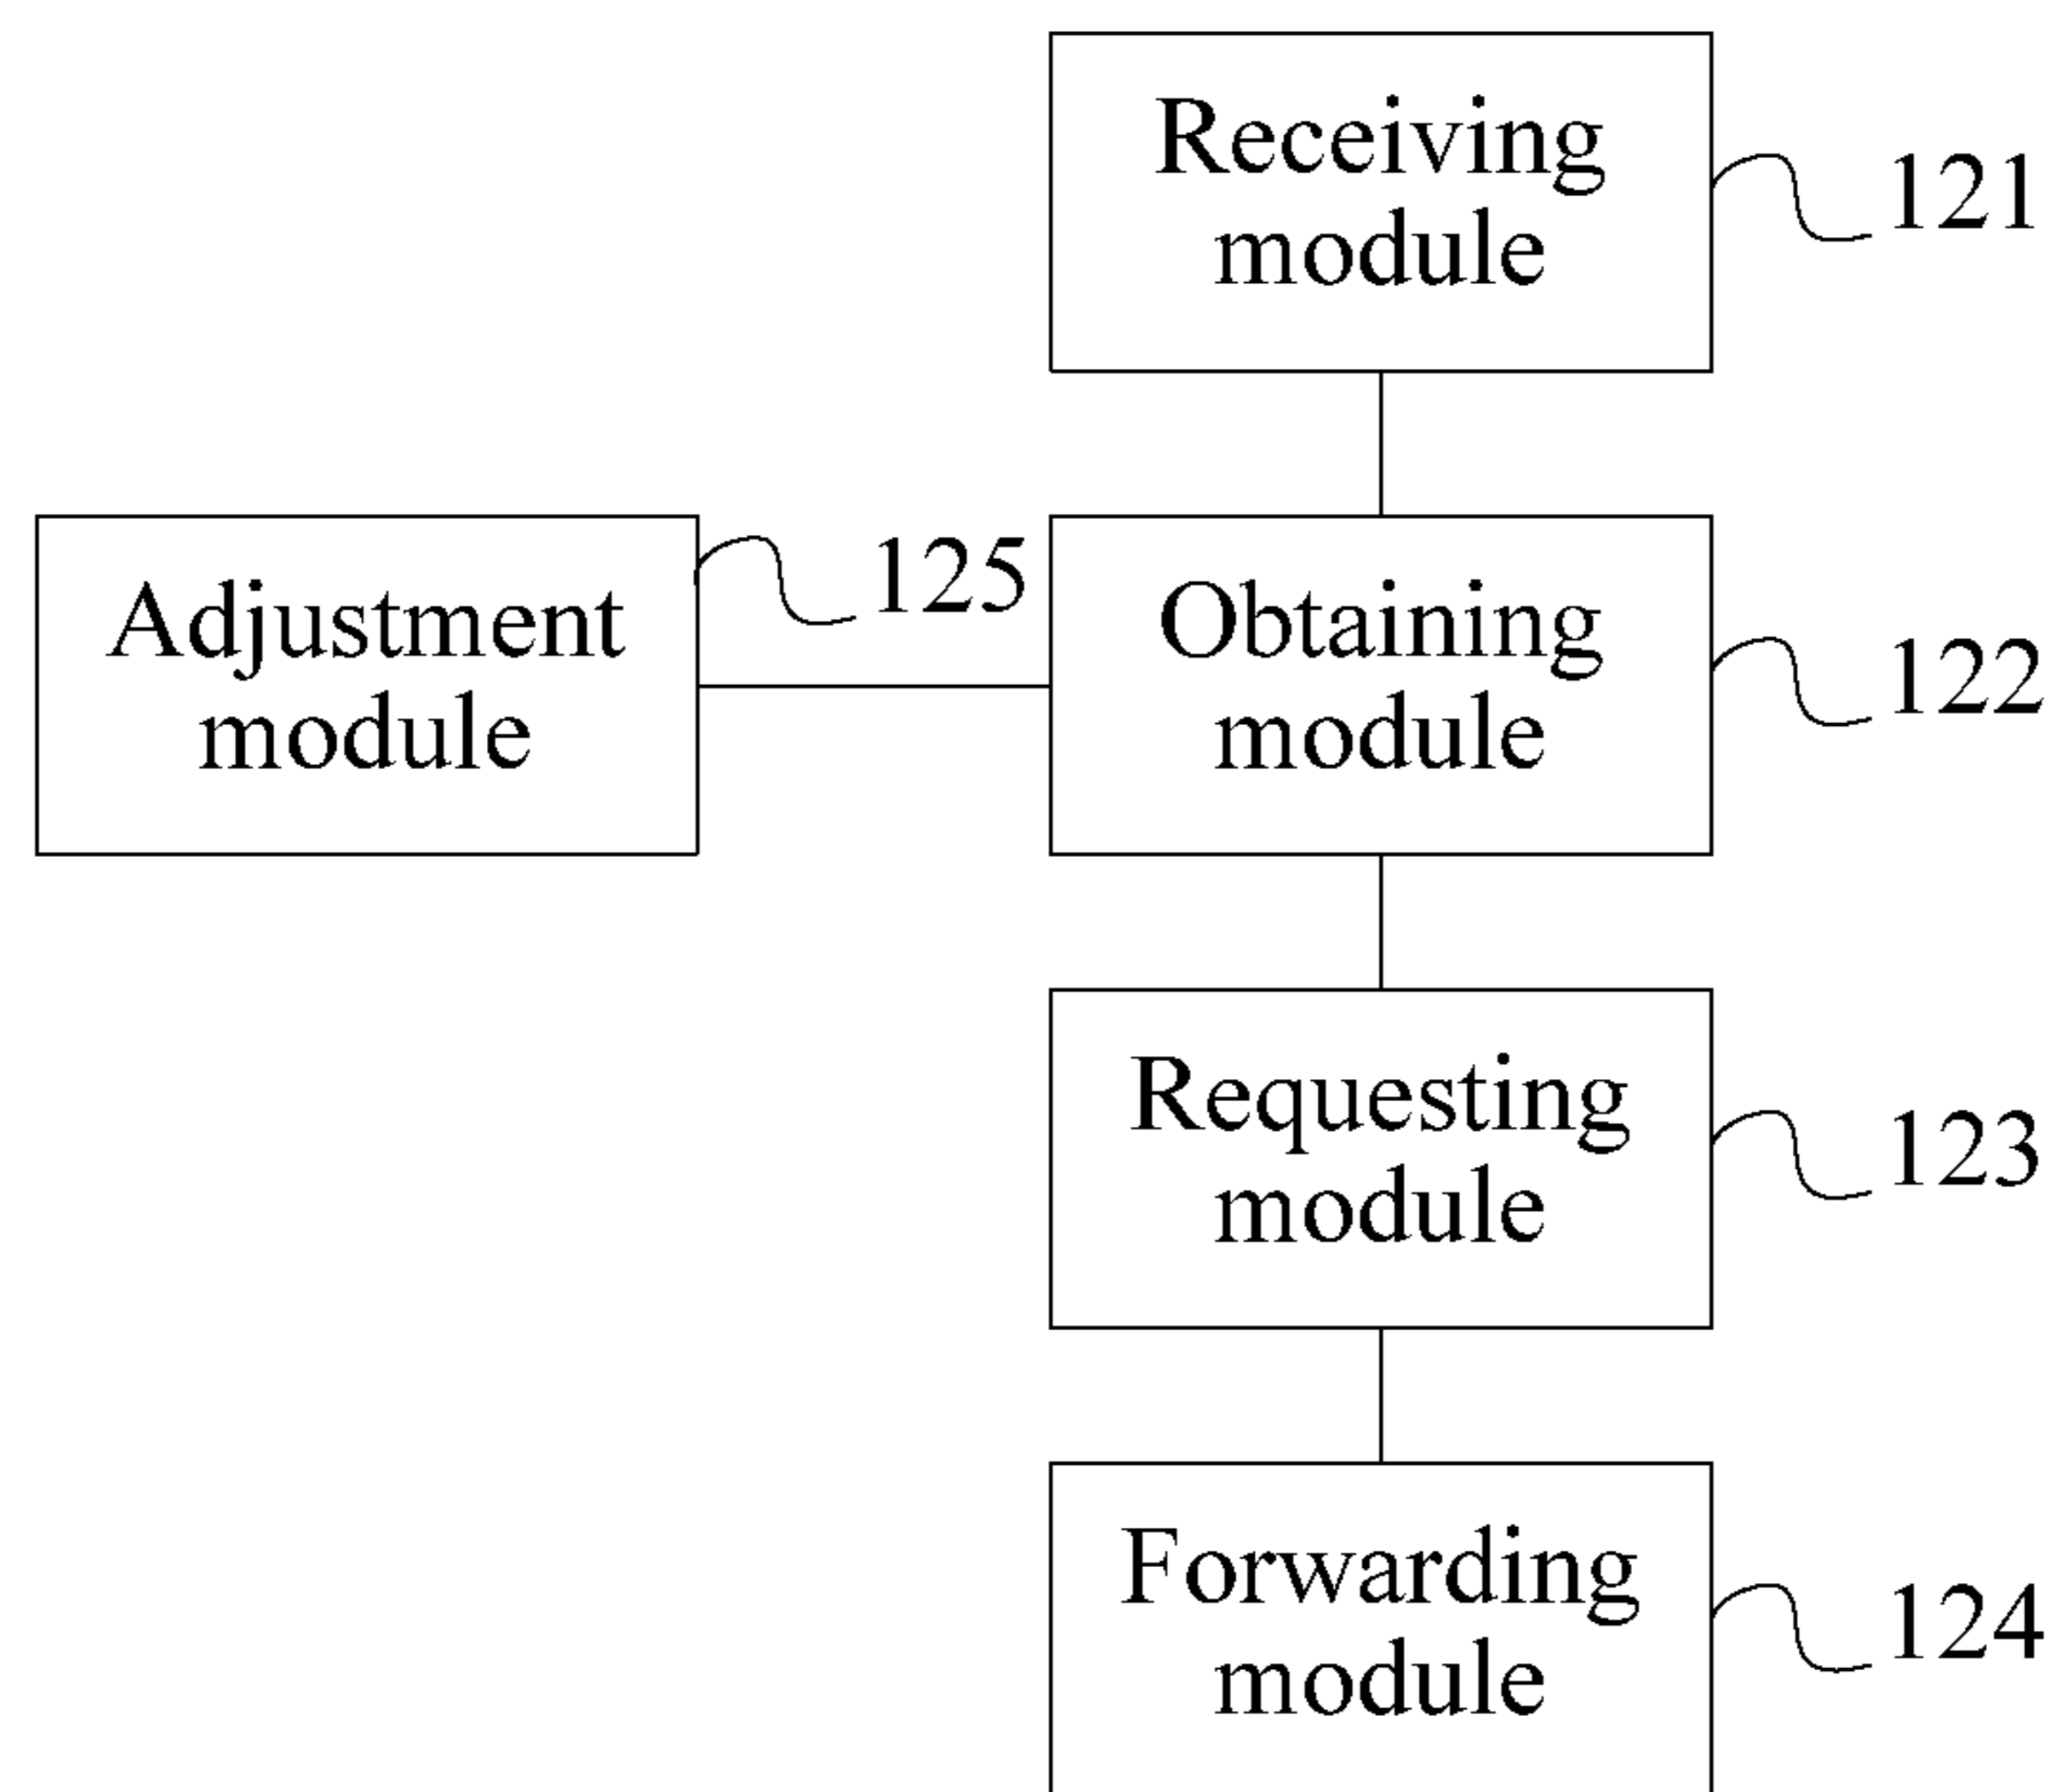 Receiving
module
121
Adjustment
module
125
Obtaining
module
122
Requesting
module
123
Forwarding
module
124